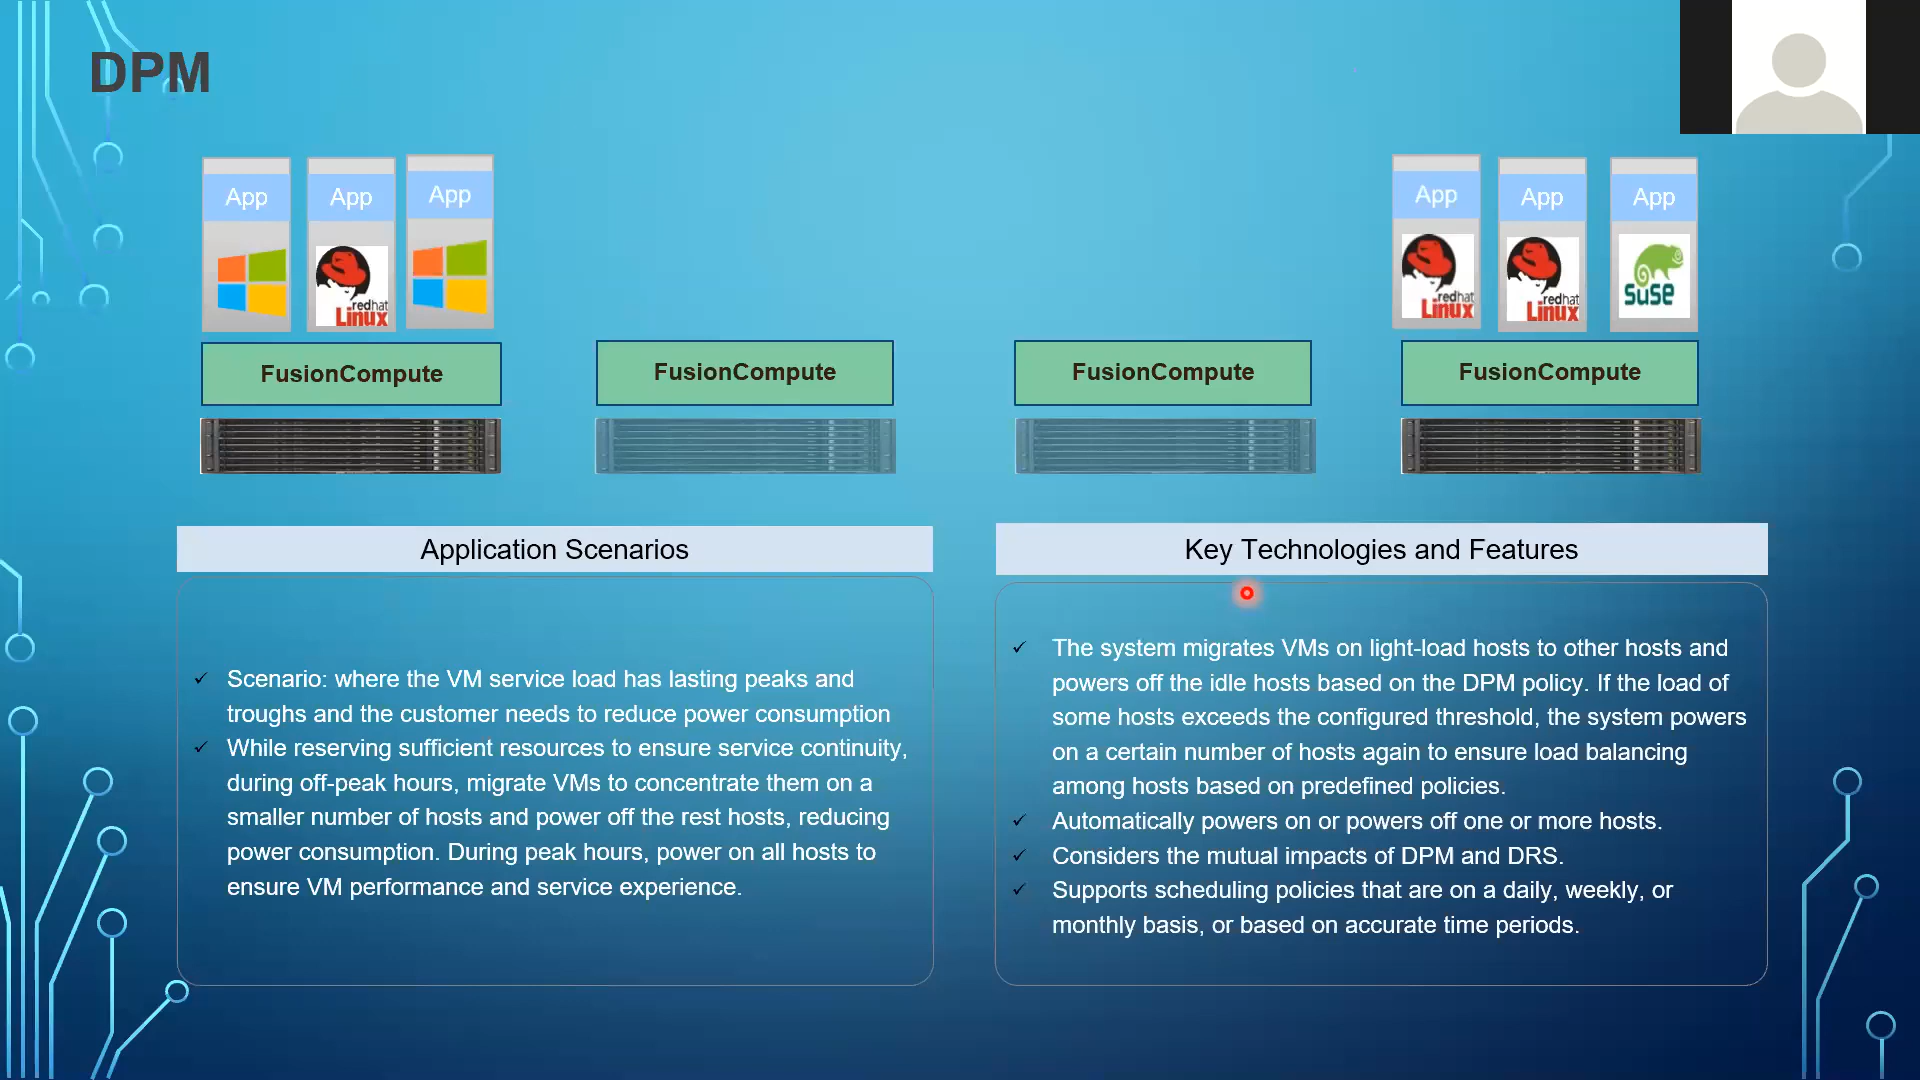 DPM
App
App
App
App
App
App
redhat
Linux
redhat
Linux
redhat
Linux
suse
FusionCompute
FusionCompute
FusionCompute
FusionCompute
Application Scenarios
Scenario: where the VM service load has lasting peaks and
troughs and the customer needs to reduce power consumption
While reserving sufficient resources to ensure service continuity,
during off-peak hours, migrate VMs to concentrate them on a
smaller number of hosts and power off the rest hosts, reducing
power consumption. During peak hours, power on all hosts to
ensure VM performance and service experience.
Key Technologies and Features
The system migrates VMs on light-load hosts to other hosts and
powers off the idle hosts based on the DPM policy. If the load of
some hosts exceeds the configured threshold, the system powers
on a certain number of hosts again to ensure load balancing
among hosts based on predefined policies.
Automatically powers on or powers off one or more hosts.
Considers the mutual impacts of DPM and DRS.
Supports scheduling policies that are on a daily, weekly, or
monthly basis, or based on accurate time periods.